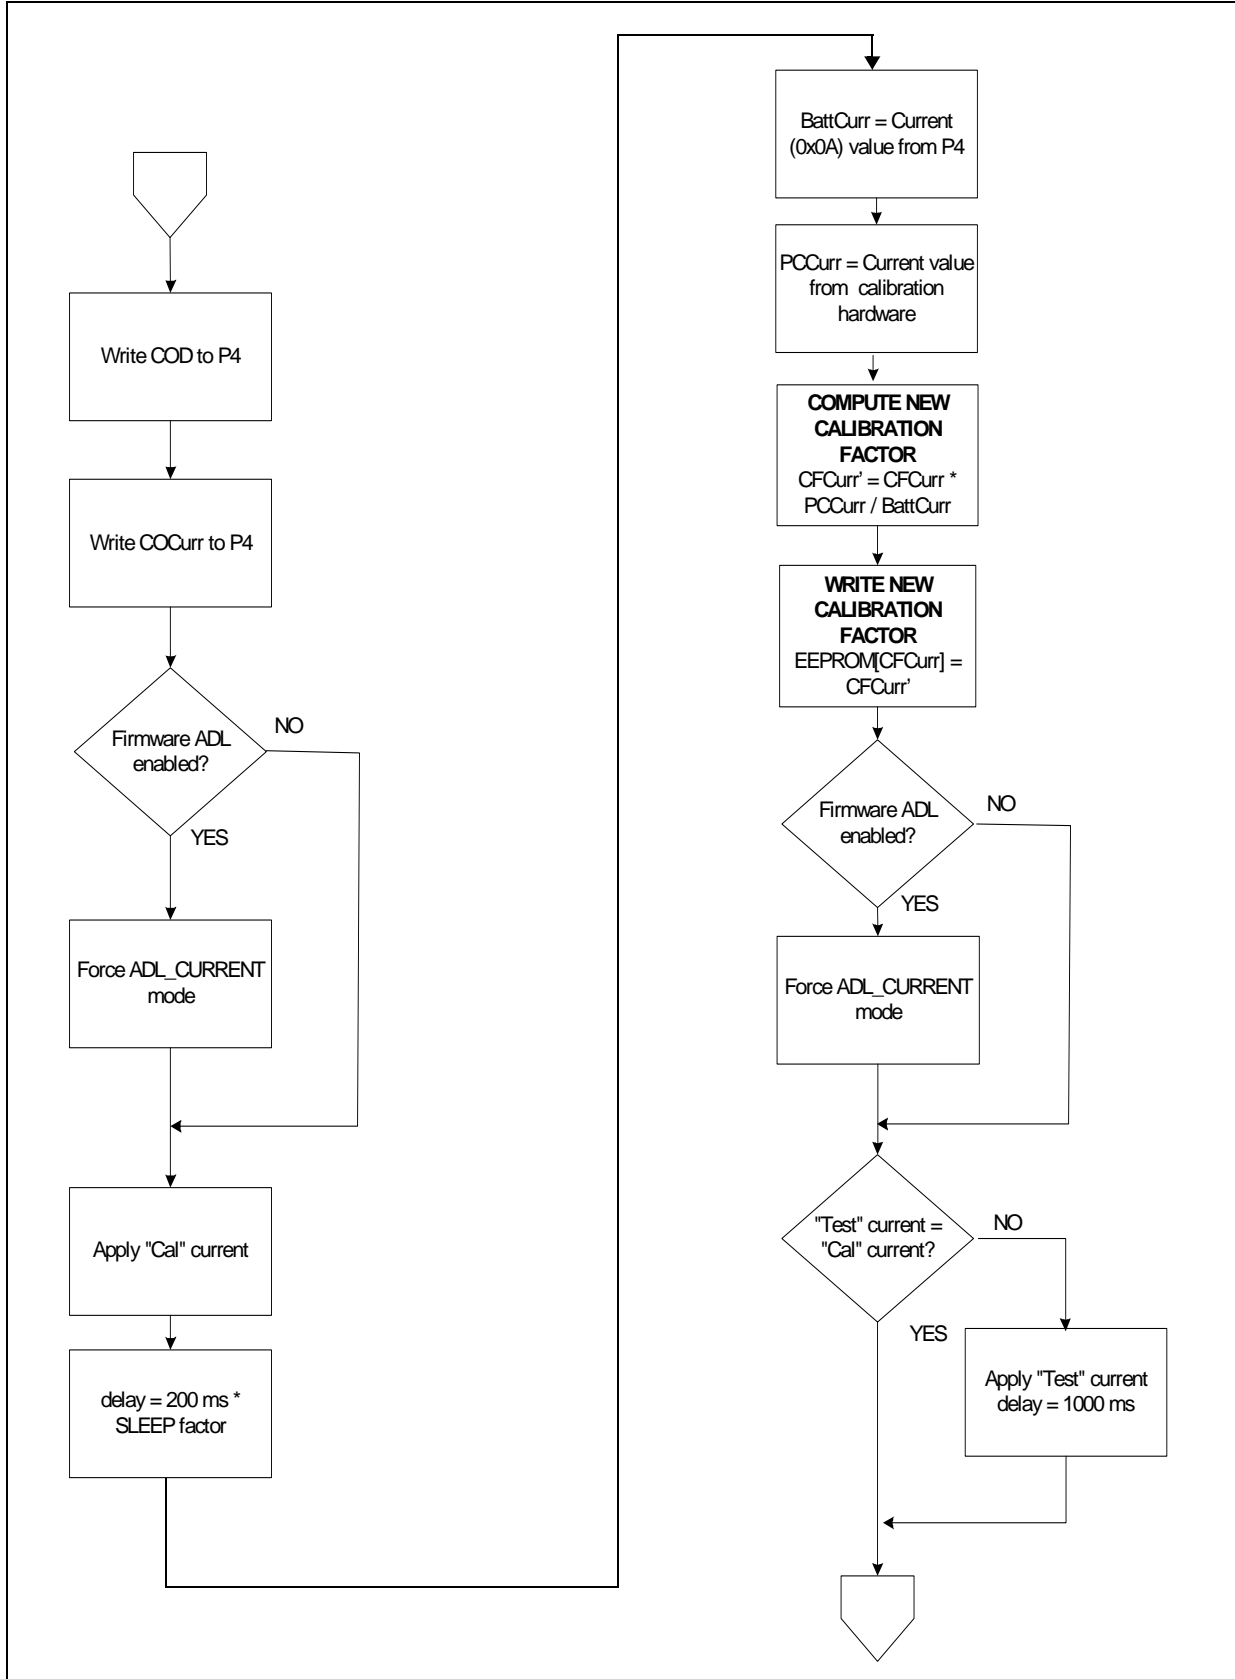 Write COD to P4
Write COCurr to P4
Firmware ADL
enabled?
NO
YES
Force ADL_CURRENT
mode
Apply "Cal" current
delay = 200 ms *
SLEEP factor
BattCurr = Current
(0x0A) value from P4
PCCurr = Current value
from calibration
hardware
COMPUTE NEW
CALIBRATION
FACTOR
CFCurr' = CFCurr *
PCCurr / BattCurr
WRITE NEW
CALIBRATION
FACTOR
EEPROM[CFCurr] =
CFCurr'
Firmware ADL
enabled?
NO
YES
Force ADL_CURRENT
mode
"Test" current =
"Cal" current?
NO
YES
Apply "Test" current
delay = 1000 ms